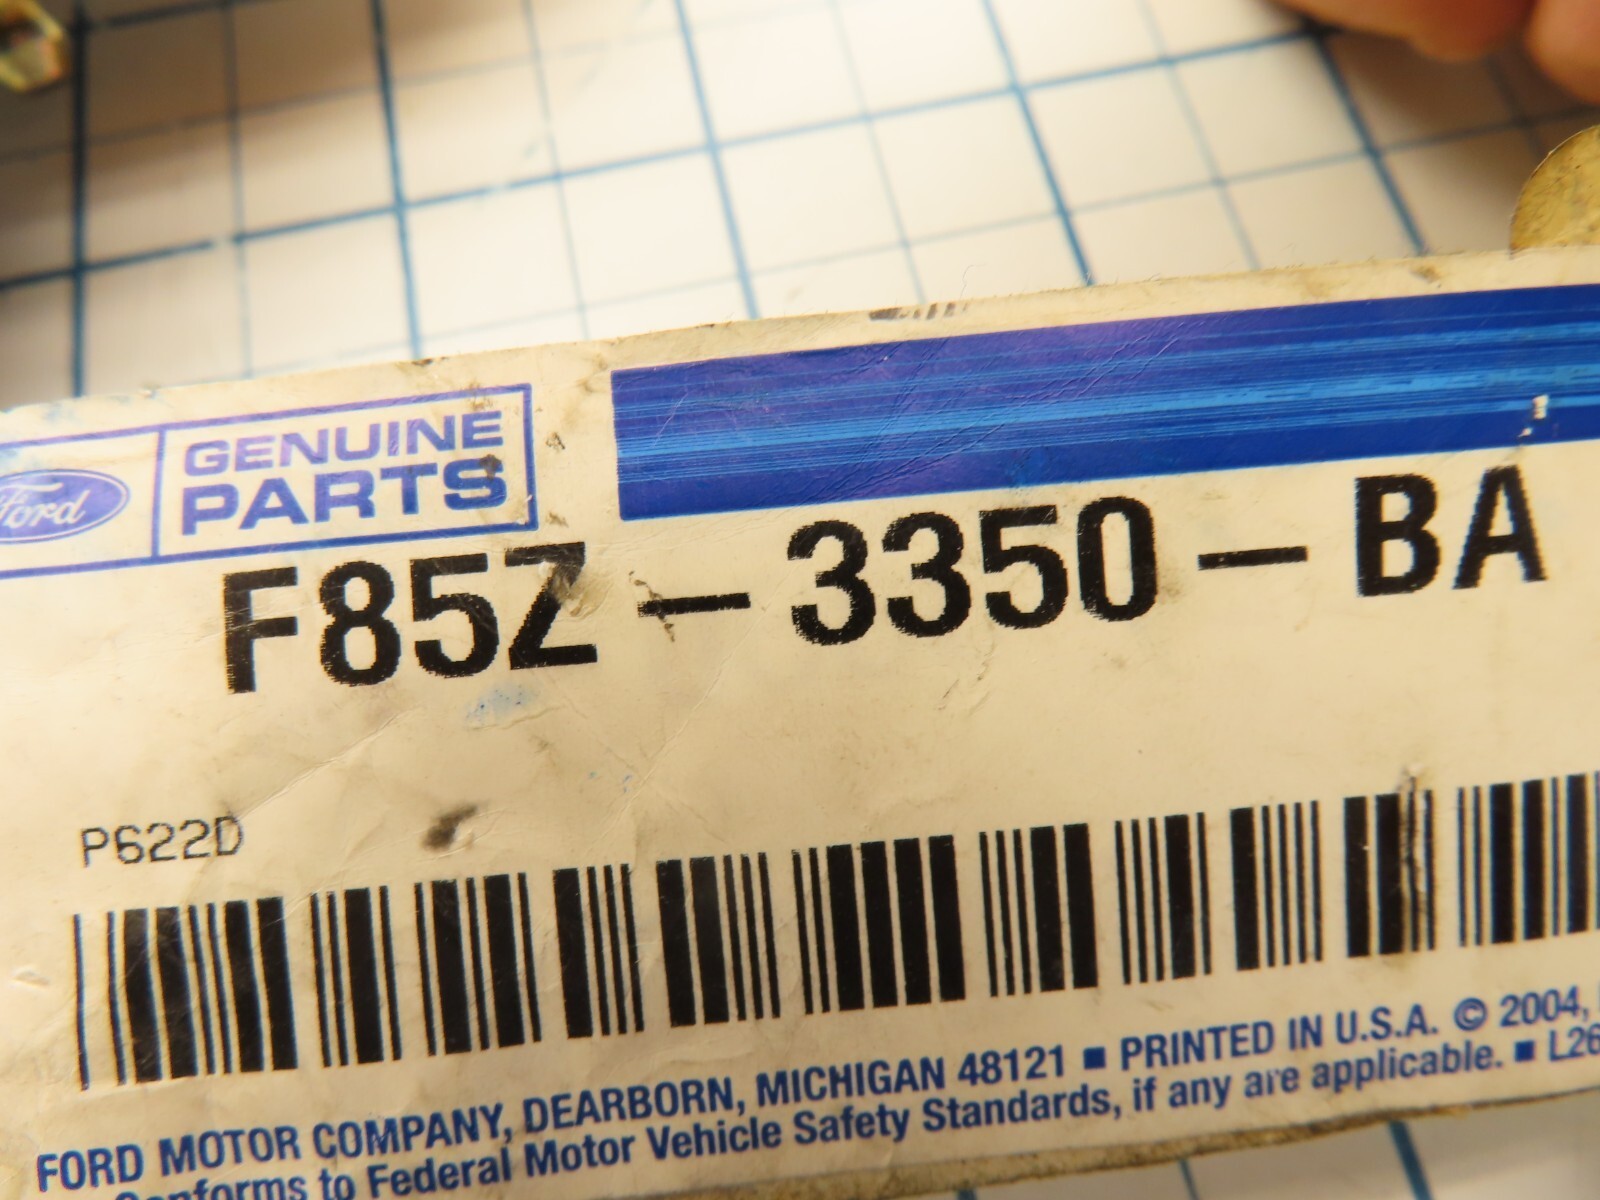 Ford
GENUINE
PARTS
F85Z-3350-BA
P622D
FORD MOTOR COMPANY, DEARBORN, MICHIGAN 48121 ■ PRINTED IN U.S.A. © 2004,
Conforms to Federal Motor Vehicle Safety Standards, if any are applicable. ■ L26